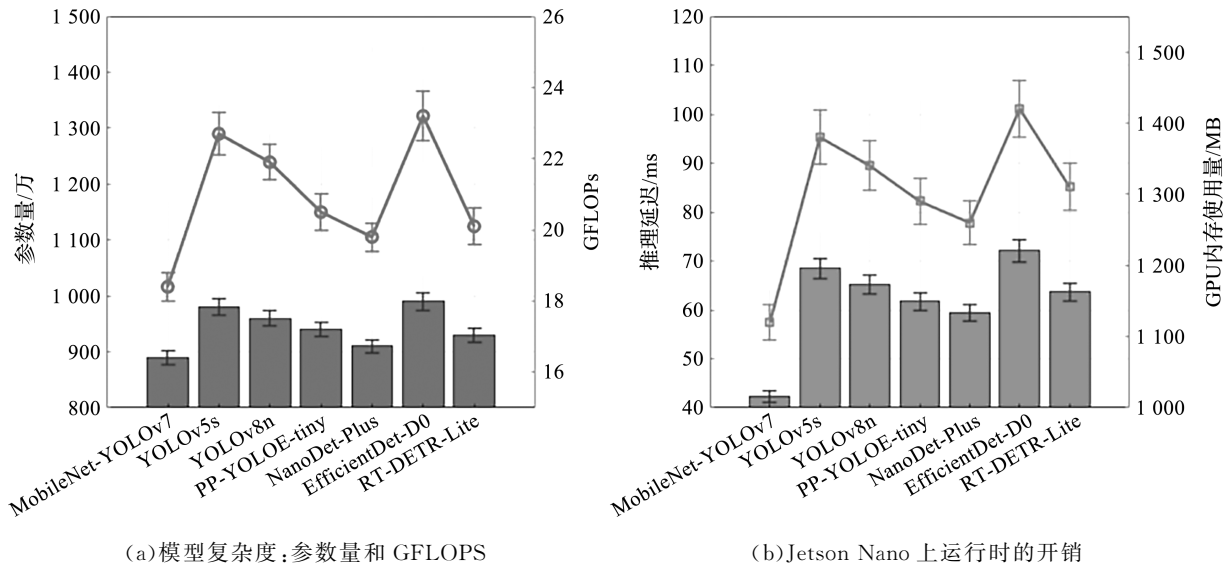 1 500
1 400
1 300
1 200
1 100
1 000
900
800
参数量/万
26
24
22
20
18
16
GFLOPs
MobileNet-YOLOv7
YOLOv5s
YOLOv8n
PP-YOLOE-tiny
NanoDet-Plus
EfficientDet-D0
RT-DETR-Lite
(a)模型复杂度:参数量和 GFLOPS
120
110
100
90
80
70
60
50
40
推理延迟/ms
1 500
1 400
1 300
1 200
1 100
1 000
GPU内存使用量/MB
MobileNet-YOLOv7
YOLOv5s
YOLOv8n
PP-YOLOE-tiny
NanoDet-Plus
EfficientDet-D0
RT-DETR-Lite
(b)Jetson Nano 上运行时的开销